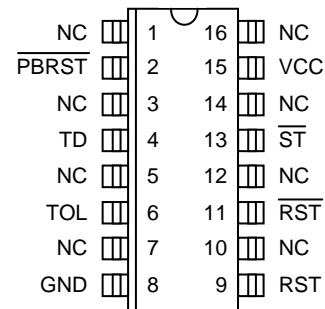 NC 1 16 NC
PBRST 2 15 VCC
NC 3 14 NC
TD 4 13 ST
NC 5 12 NC
TOL 6 11 RST
NC 7 10 NC
GND 8 9 RST